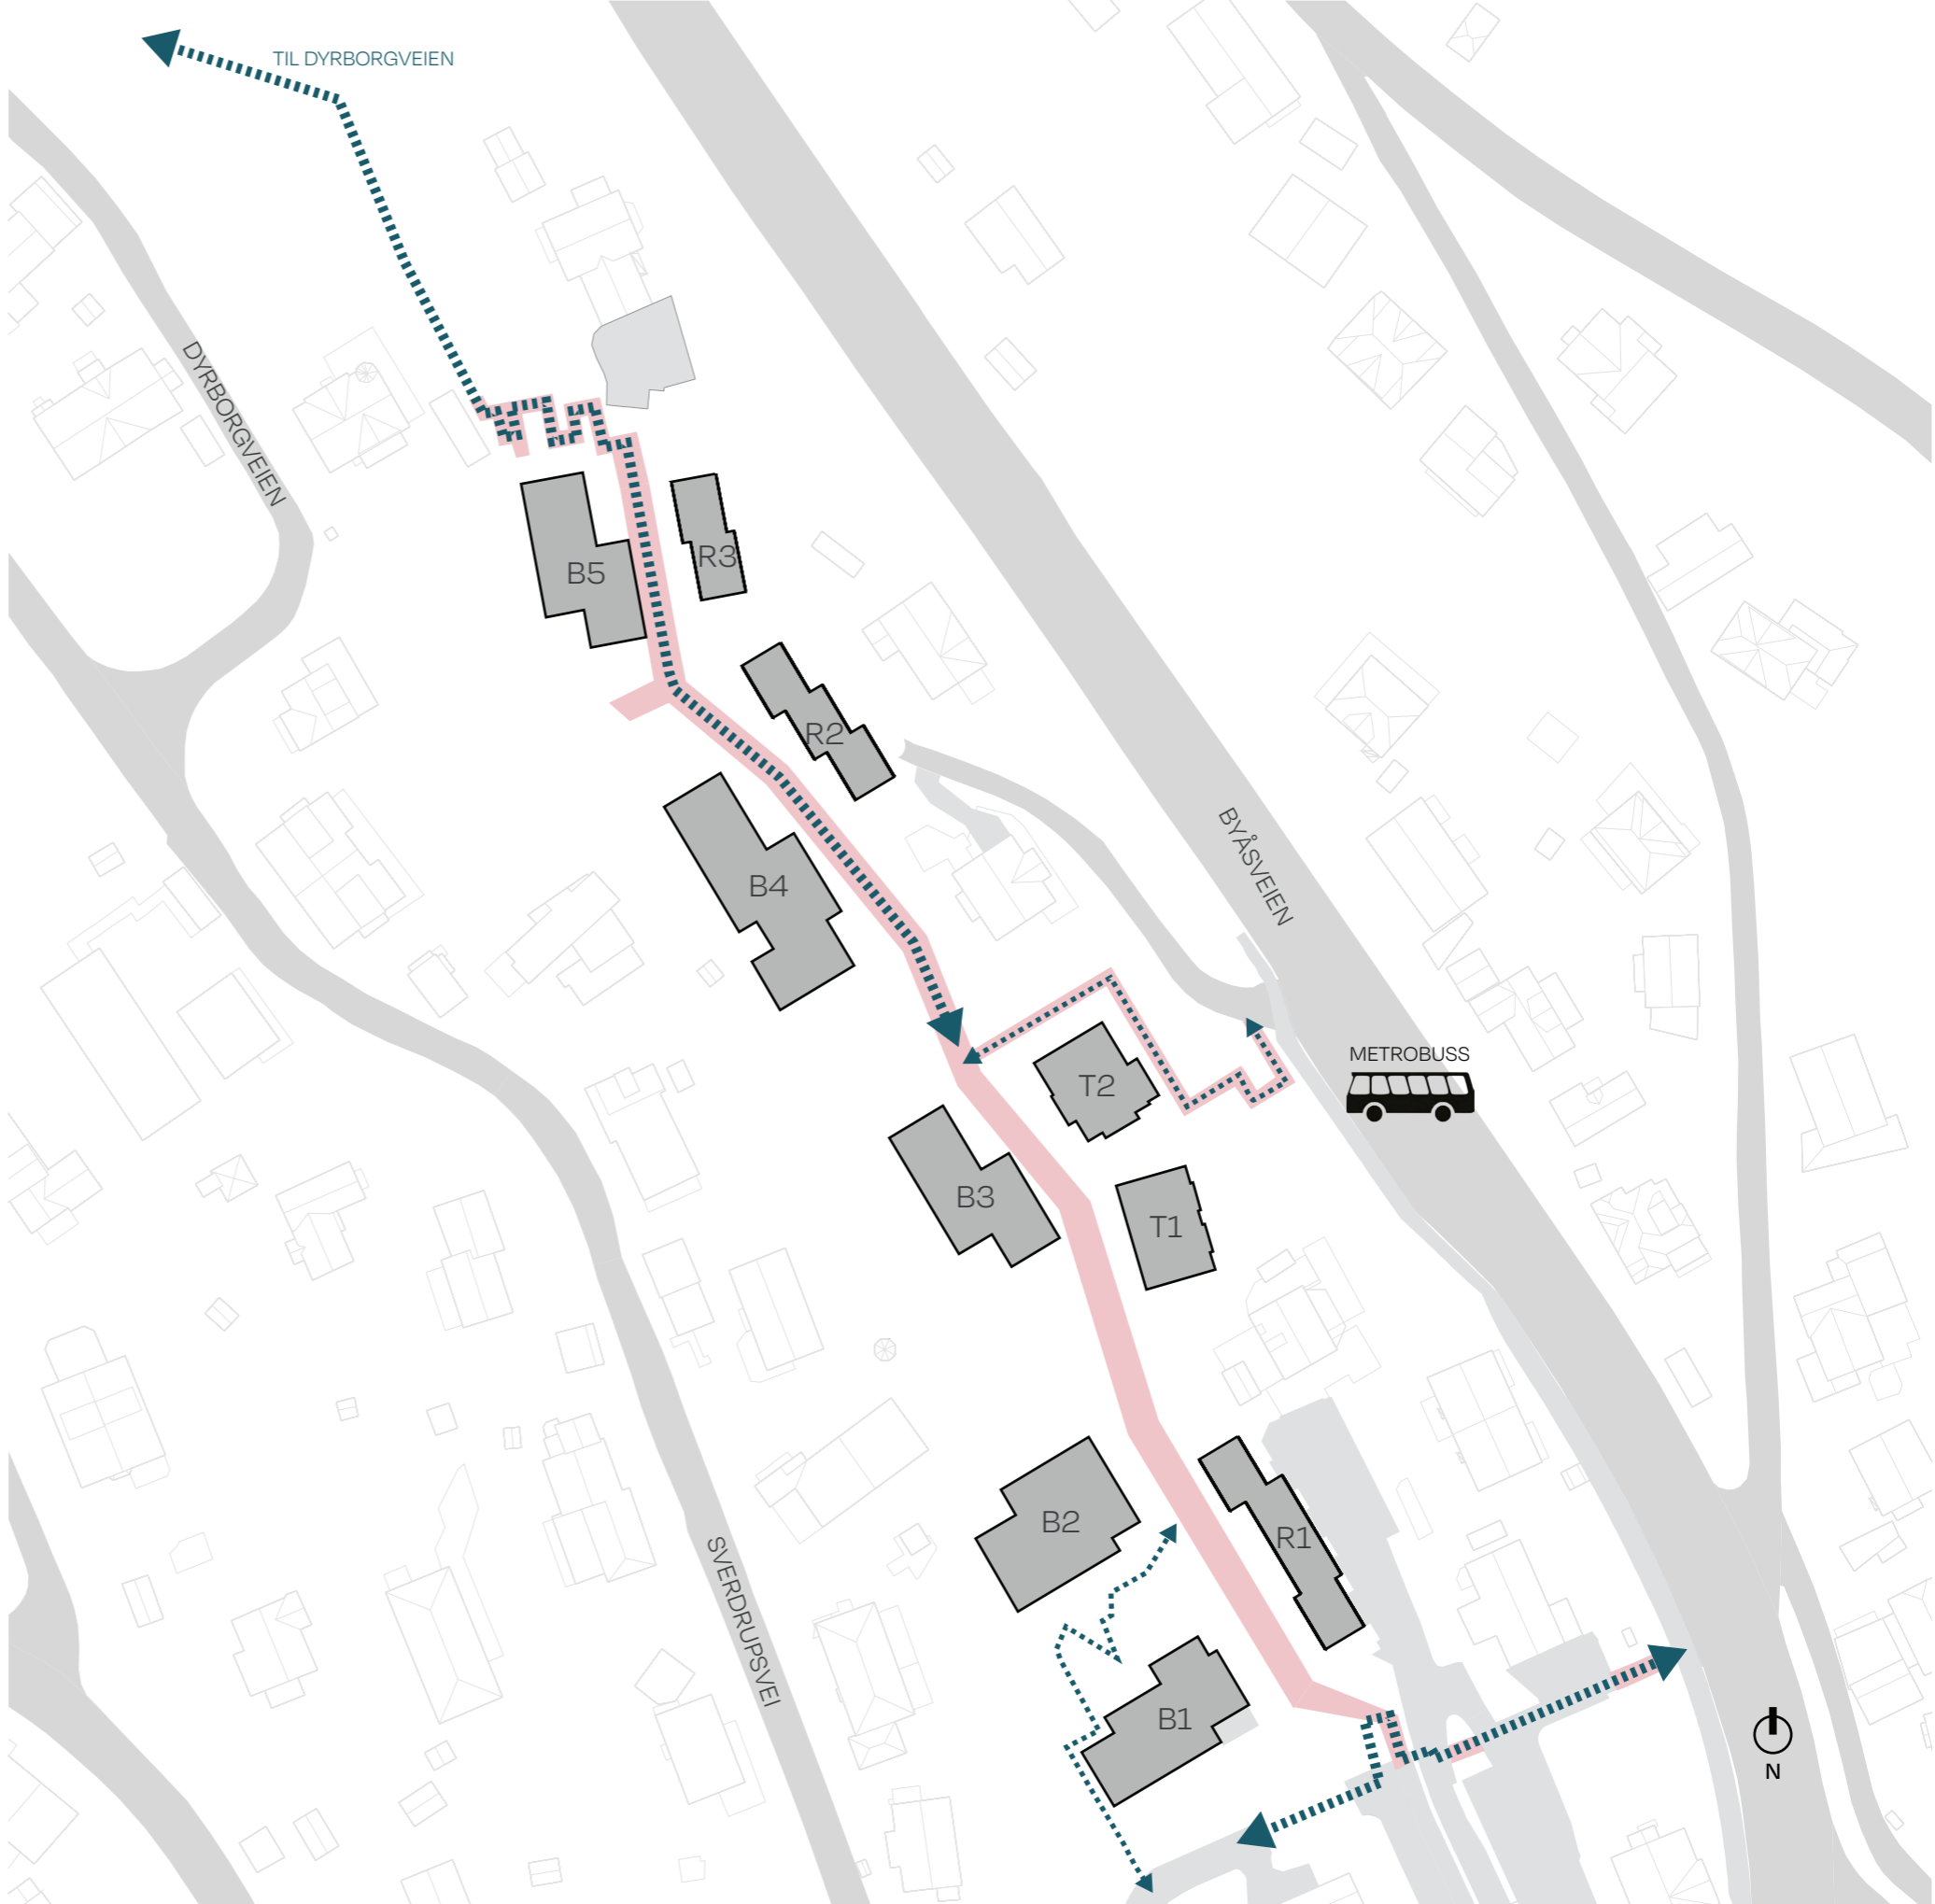 TIL DYRBORGVEIEN
DYRBORGVEIEN
R3
B5
R2
BYÅSVEIEN
B4
METROBUSS
T2
B3
T1
B2
R1
SVERDRUPSVEI
B1
N